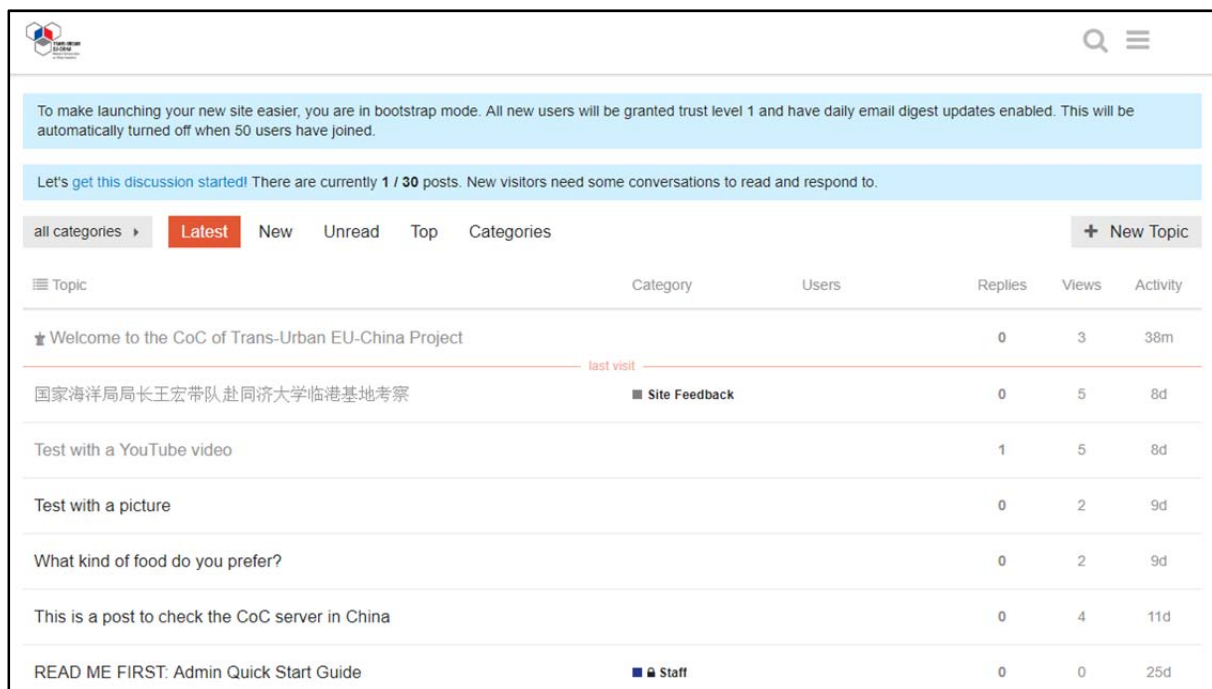 TRANS-URBAN
EU-CHINA
To make launching your new site easier, you are in bootstrap mode. All new users will be granted trust level 1 and have daily email digest updates enabled. This will be
automatically turned off when 50 users have joined.
Let's get this discussion started! There are currently 1 / 30 posts. New visitors need some conversations to read and respond to.
all categories Latest New Unread Top Categories + New Topic
Topic Category Users Replies Views Activity
Welcome to the CoC of Trans-Urban EU-China Project 0 3 38m
last visit
国家海洋局局长王宏带队赴同济大学临港基地考察 Site Feedback 0 5 8d
Test with a YouTube video 1 5 8d
Test with a picture 0 2 9d
What kind of food do you prefer? 0 2 9d
This is a post to check the CoC server in China 0 4 11d
READ ME FIRST: Admin Quick Start Guide Staff 0 0 25d